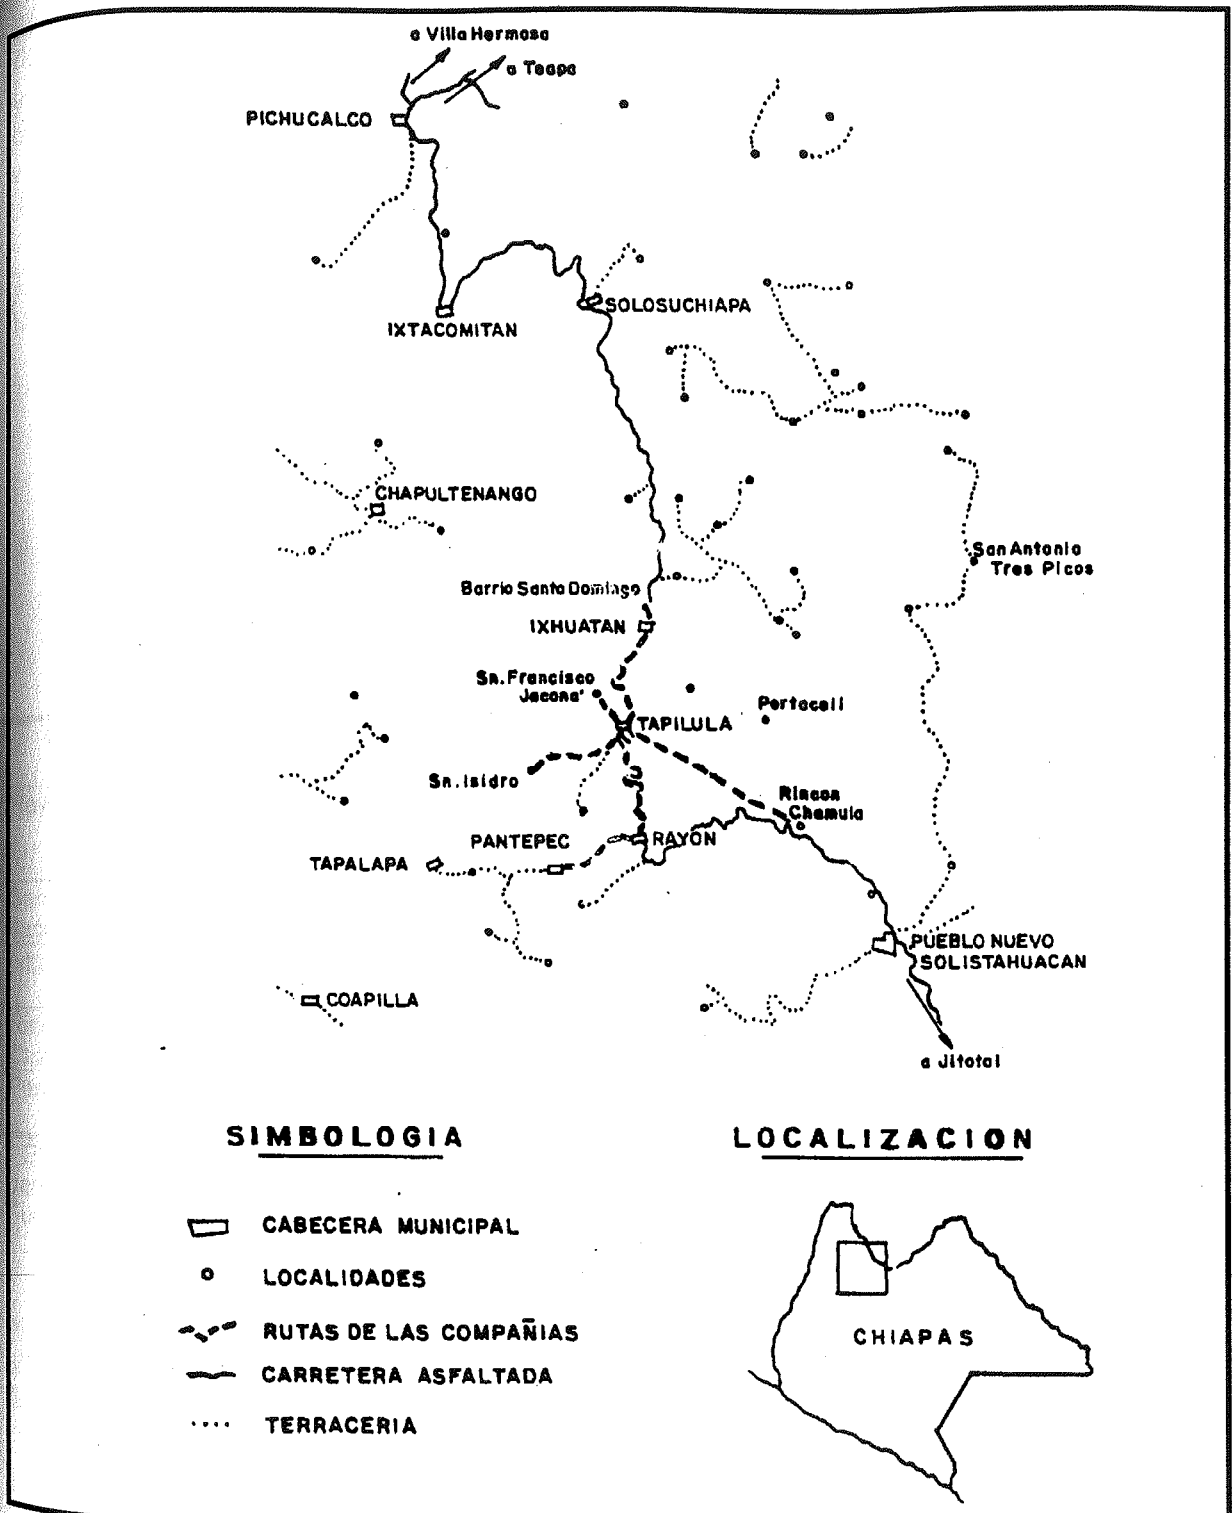 a Villa Hermosa
a Teapa
PICHUCALCO
SOLOSUCHIAPA
IXTACOMITAN
CHAPULTENANGO
San Antonio
Tres Picos
Barrio Santo Domingo
IXHUATAN
Sn. Francisco
Jacona'
Portaceli
TAPILULA
Sn. Isidro
Rincon
Chamula
PANTEPEC
RAYON
TAPALAPA
PUEBLO NUEVO
SOLISTAHUACAN
COAPILLA
a Jitotol
SIMBOLOGIA
LOCALIZACION
CABECERA MUNICIPAL
LOCALIDADES
RUTAS DE LAS COMPAÑIAS
CARRETERA ASFALTADA
TERRACERIA
CHIAPAS